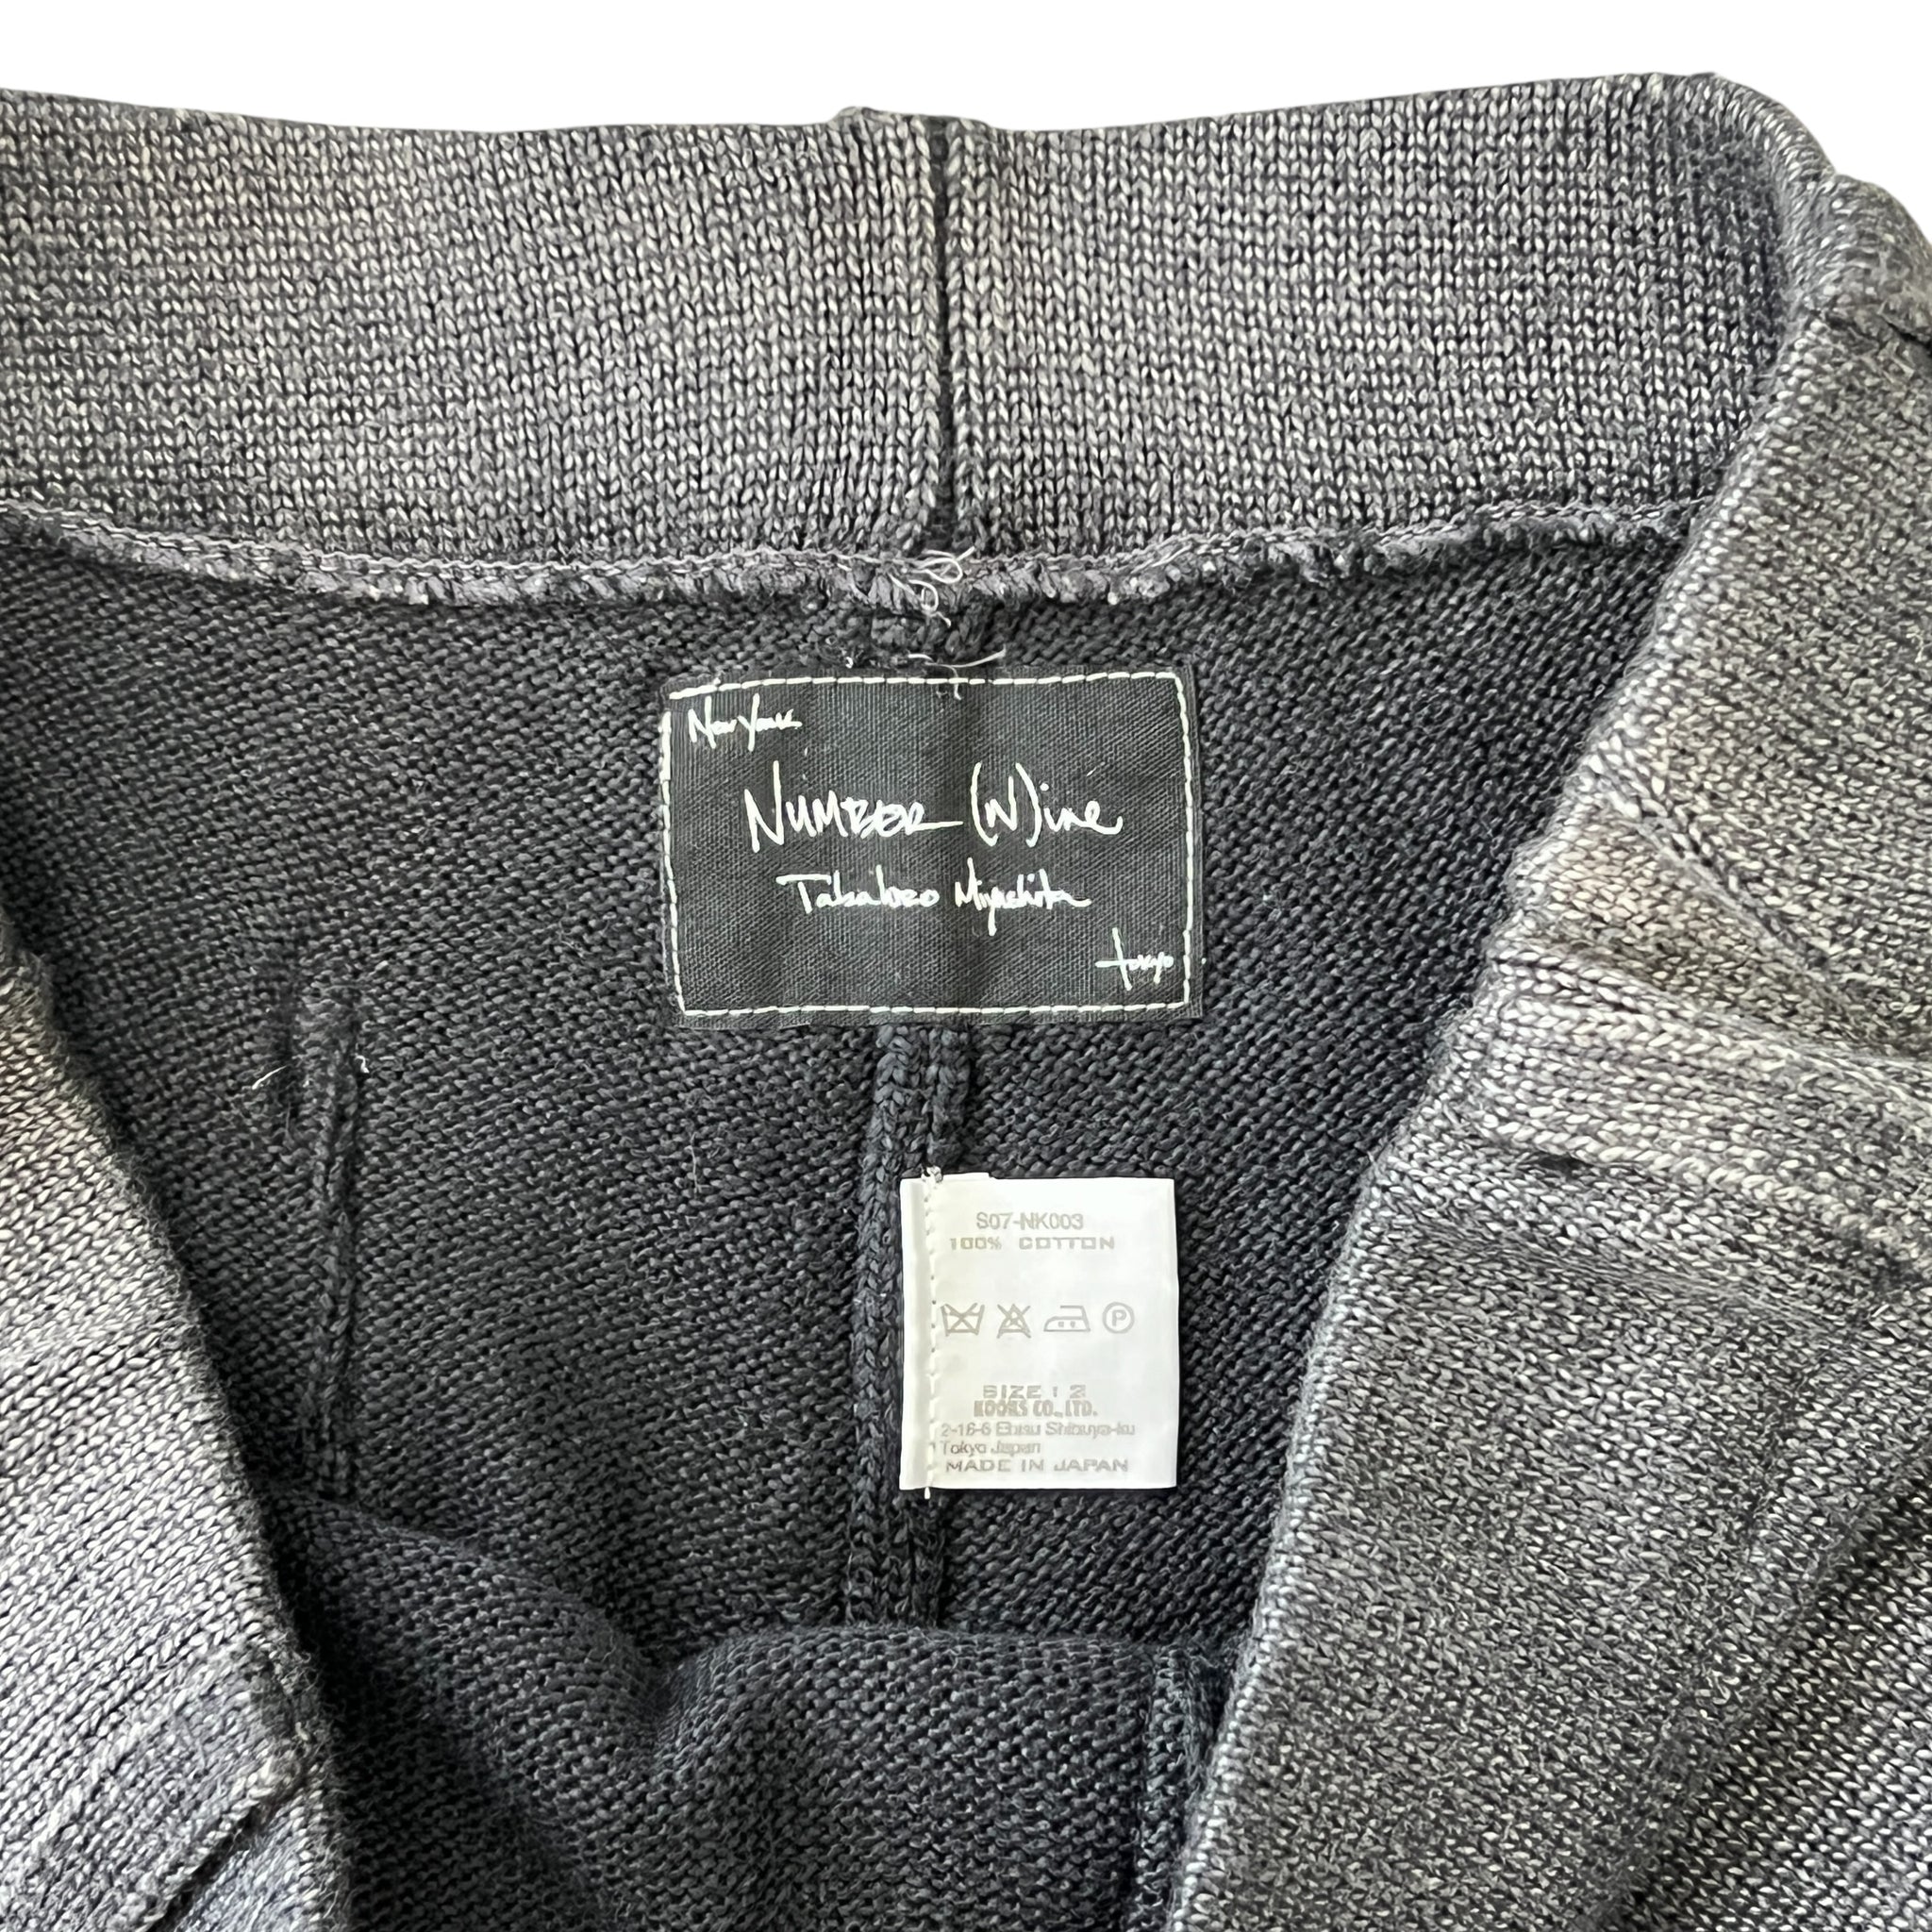 New York
NUMBER (N)ine
Takahiro Miyashita
tokyo
S07-NK003
100% COTTON
SIZE : 2
KOOKS CO.,LTD.
2-16-6 Ebisu Shibuya-ku
Tokyo Japan
MADE IN JAPAN